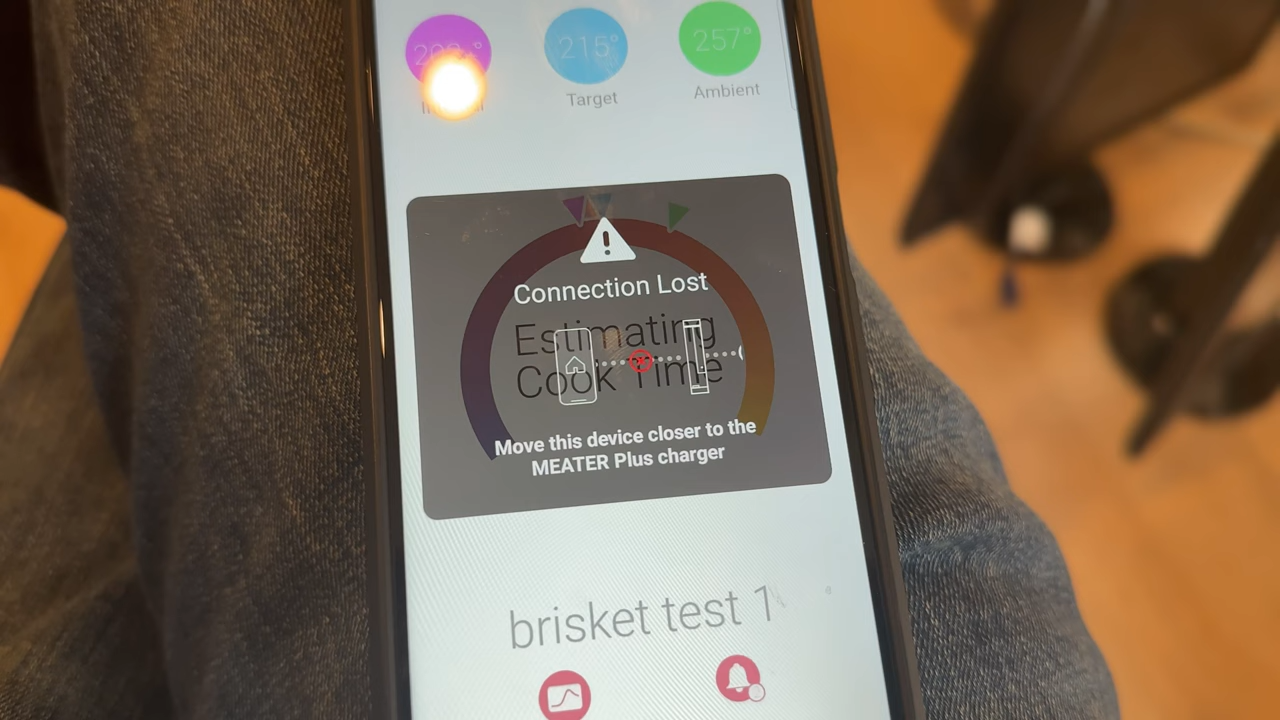 215°
257°
Target
Ambient
Connection Lost
Estimating
Cook Time
Move this device closer to the
MEATER Plus charger
brisket test 1